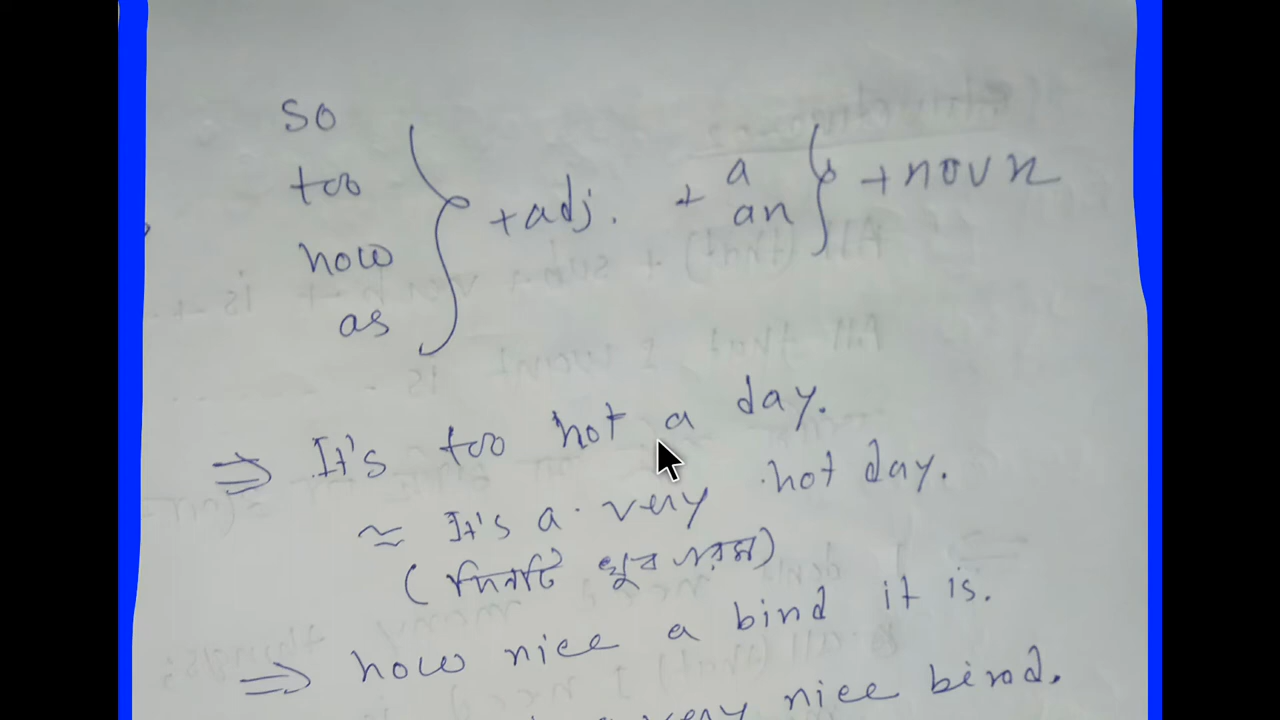 so
too
how
as
+ adj. + a
an
+ noun
⇒ It's too hot a day.
≈ It's a very hot day.
(দিনটি খুব গরম)
⇒ how nice a bird it is.
very nice bird.